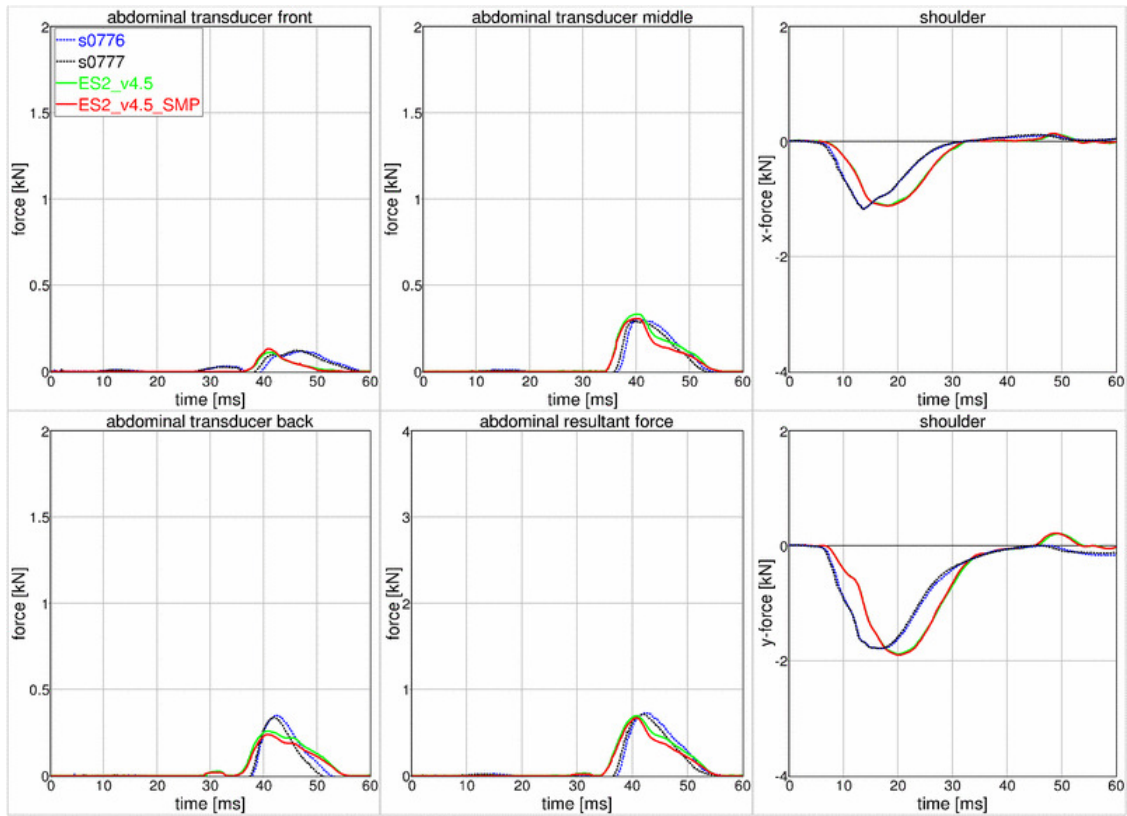 abdominal transducer front
s0776
s0777
ES2_v4.5
ES2_v4.5_SMP
2
1.5
1
0.5
0
force [kN]
0 10 20 30 40 50 60
time [ms]
abdominal transducer middle
2
1.5
1
0.5
0
force [kN]
0 10 20 30 40 50 60
time [ms]
shoulder
2
0
-2
-4
x-force [kN]
0 10 20 30 40 50 60
time [ms]
abdominal transducer back
2
1.5
1
0.5
0
force [kN]
0 10 20 30 40 50 60
time [ms]
abdominal resultant force
4
3
2
1
0
force [kN]
0 10 20 30 40 50 60
time [ms]
shoulder
2
0
-2
-4
y-force [kN]
0 10 20 30 40 50 60
time [ms]